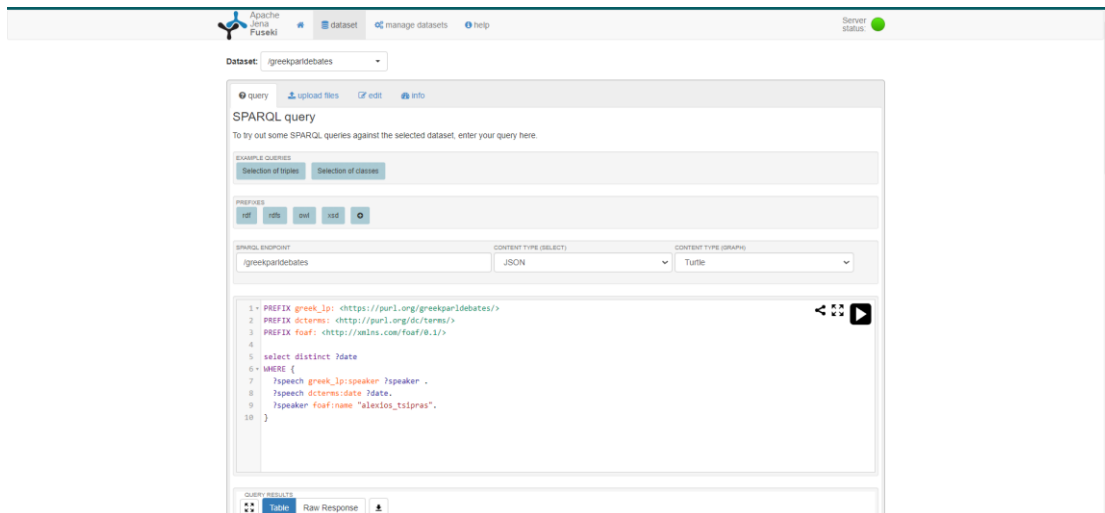 Apache
Jena
Fuseki
dataset
manage datasets
help
Server
status:
Dataset: /greekparldebates
query
upload files
edit
info
SPARQL query
To try out some SPARQL queries against the selected dataset, enter your query here.
EXAMPLE QUERIES
Selection of triples
Selection of classes
PREFIXES
rdf
rdfs
owl
xsd
SPARQL ENDPOINT
CONTENT TYPE (SELECT)
CONTENT TYPE (GRAPH)
/greekparldebates
JSON
Turtle
1 PREFIX greek_lp: <https://purl.org/greekparldebates/>
2 PREFIX dcterms: <http://purl.org/dc/terms/>
3 PREFIX foaf: <http://xmlns.com/foaf/0.1/>
4
5 select distinct ?date
6 WHERE {
7 ?speech greek_lp:speaker ?speaker .
8 ?speech dcterms:date ?date.
9 ?speaker foaf:name "alexios_tsipras".
10 }
QUERY RESULTS
Table
Raw Response